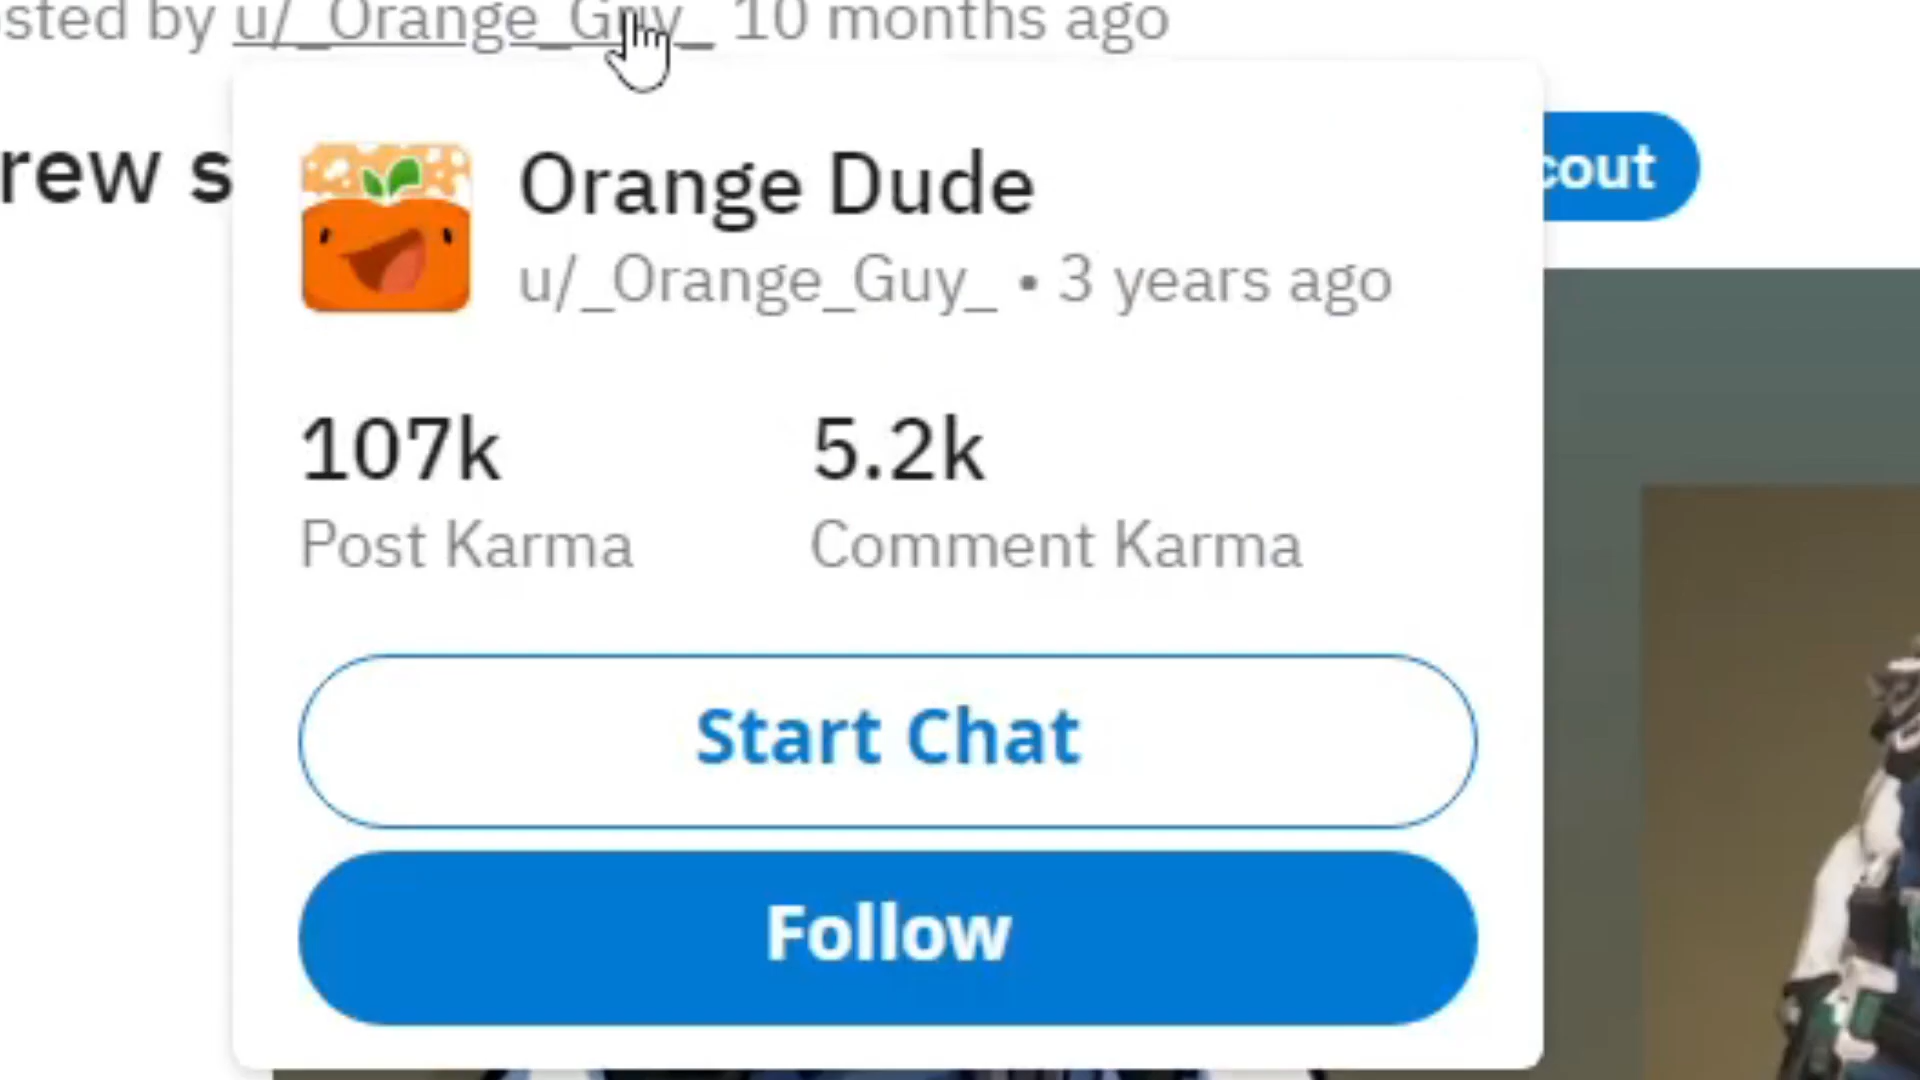 sted by u/_Orange_Guy_ 10 months ago
rew s
cout
Orange Dude
u/_Orange_Guy_ • 3 years ago
107k 5.2k
Post Karma Comment Karma
Start Chat
Follow